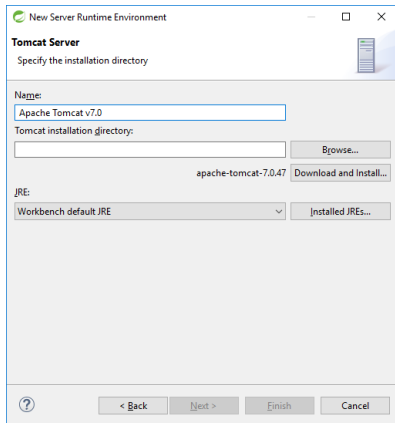 New Server Runtime Environment
Tomcat Server
Specify the installation directory
Name:
Apache Tomcat v7.0
Tomcat installation directory:
Browse...
apache-tomcat-7.0.47 Download and Install...
JRE:
Workbench default JRE Installed JREs...
? < Back Next > Finish Cancel